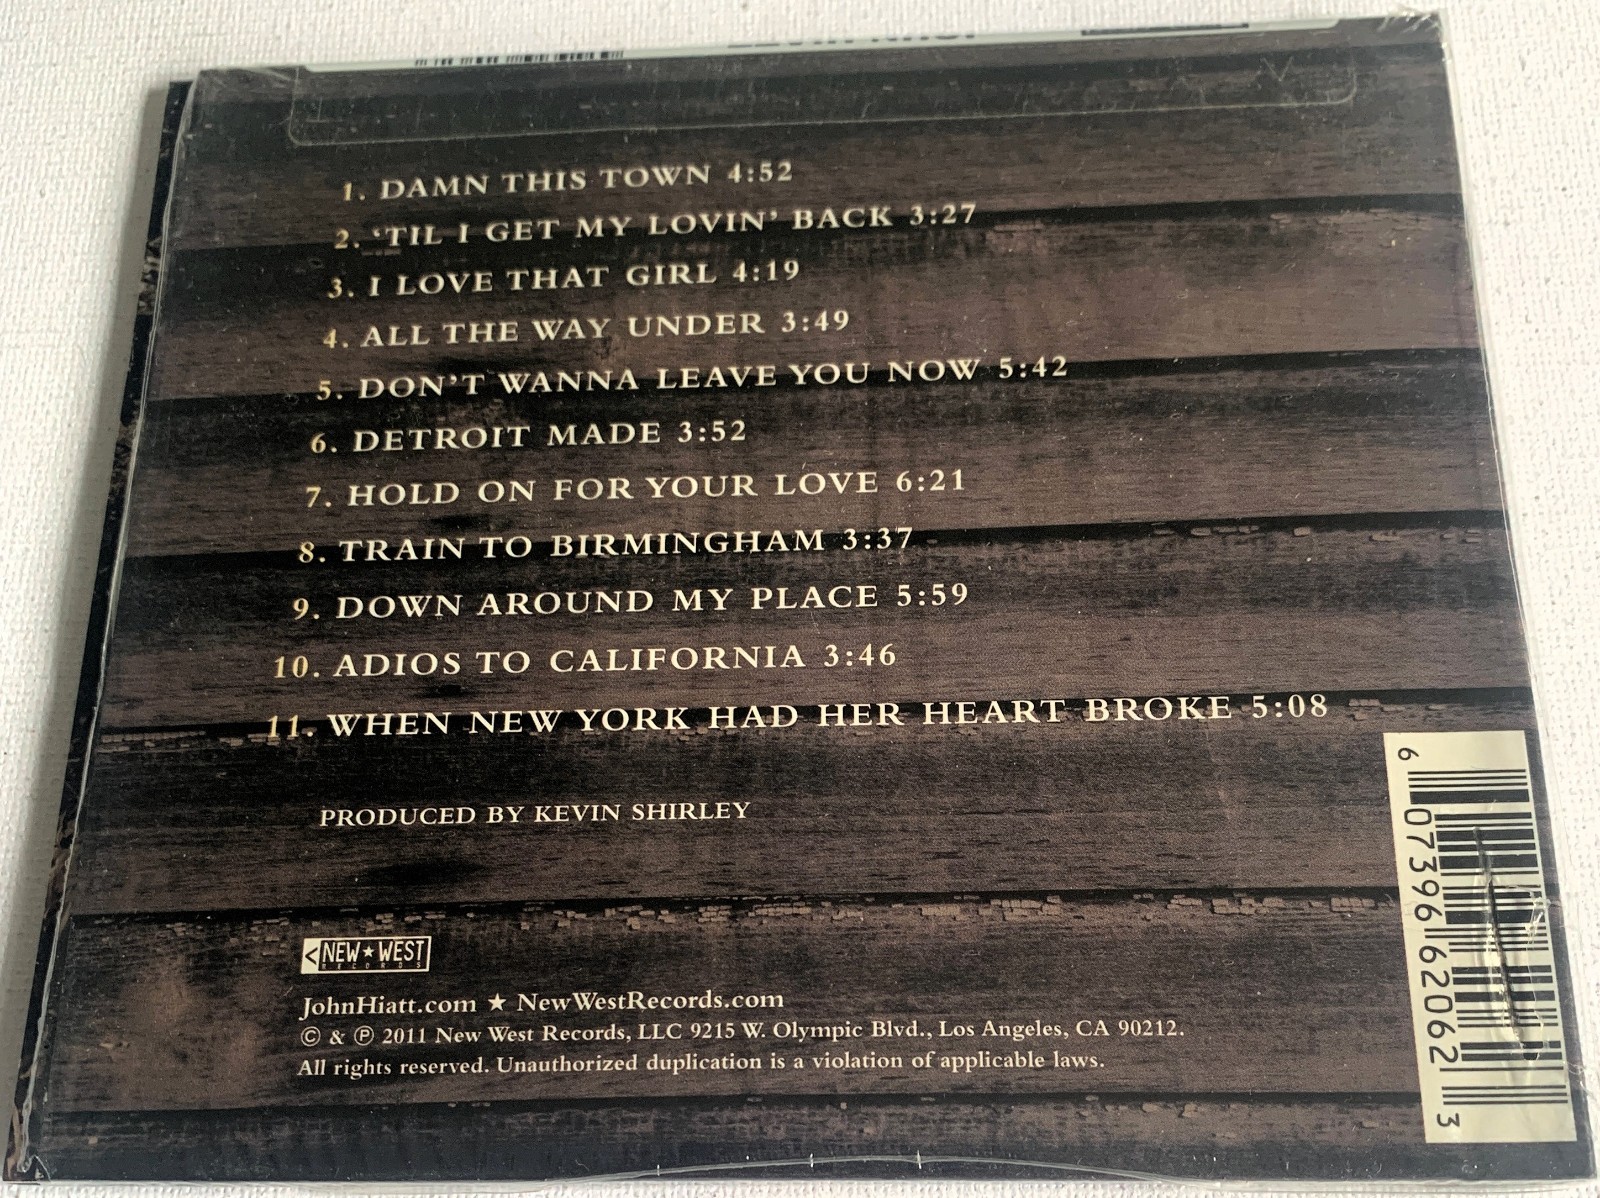 1. DAMN THIS TOWN 4:52
2. ‘TIL I GET MY LOVIN’ BACK 3:27
3. I LOVE THAT GIRL 4:19
4. ALL THE WAY UNDER 3:49
5. DON’T WANNA LEAVE YOU NOW 5:42
6. DETROIT MADE 3:52
7. HOLD ON FOR YOUR LOVE 6:21
8. TRAIN TO BIRMINGHAM 3:37
9. DOWN AROUND MY PLACE 5:59
10. ADIOS TO CALIFORNIA 3:46
11. WHEN NEW YORK HAD HER HEART BROKE 5:08
PRODUCED BY KEVIN SHIRLEY
NEW★WEST
RECORDS
JohnHiatt.com ★ NewWestRecords.com
© & ℗ 2011 New West Records, LLC 9215 W. Olympic Blvd., Los Angeles, CA 90212.
All rights reserved. Unauthorized duplication is a violation of applicable laws.
6 07396 62062 3